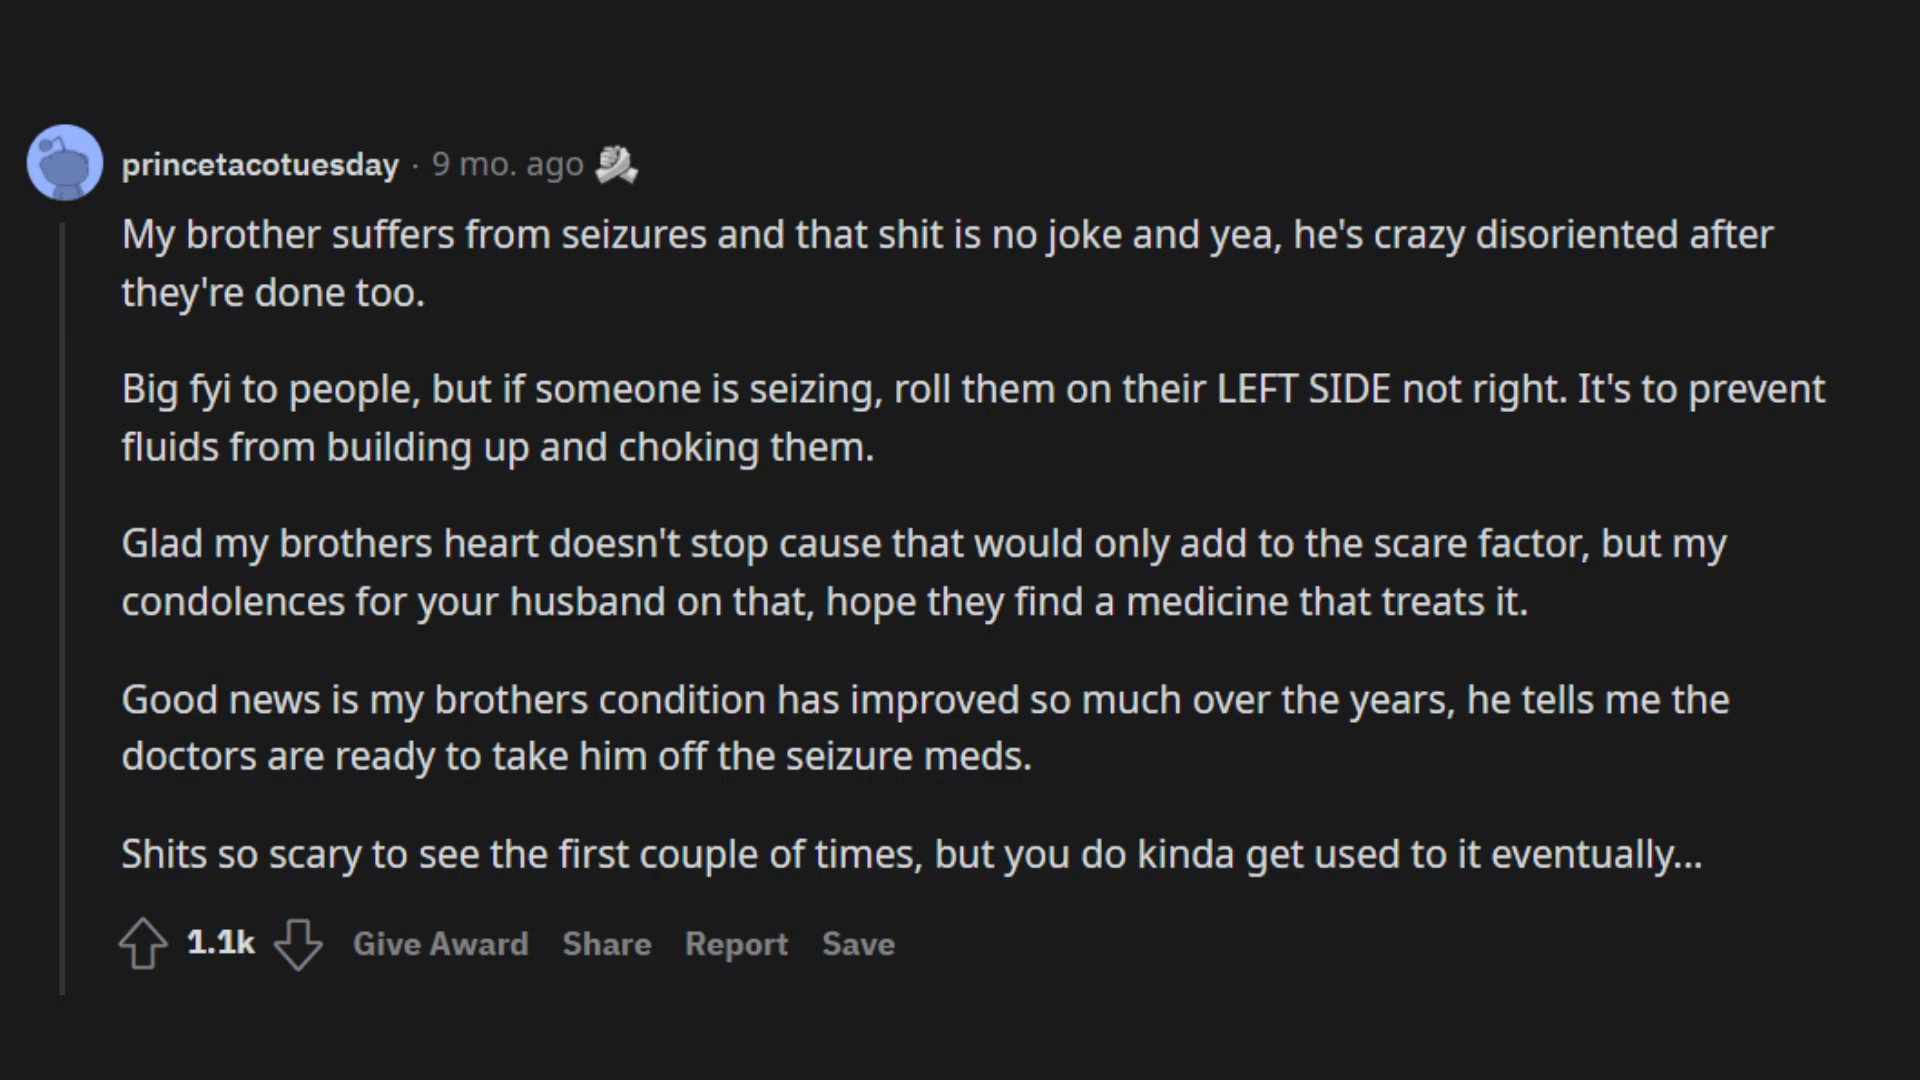 princetacotuesday · 9 mo. ago
My brother suffers from seizures and that shit is no joke and yea, he's crazy disoriented after
they're done too.
Big fyi to people, but if someone is seizing, roll them on their LEFT SIDE not right. It's to prevent
fluids from building up and choking them.
Glad my brothers heart doesn't stop cause that would only add to the scare factor, but my
condolences for your husband on that, hope they find a medicine that treats it.
Good news is my brothers condition has improved so much over the years, he tells me the
doctors are ready to take him off the seizure meds.
Shits so scary to see the first couple of times, but you do kinda get used to it eventually...
1.1k Give Award Share Report Save